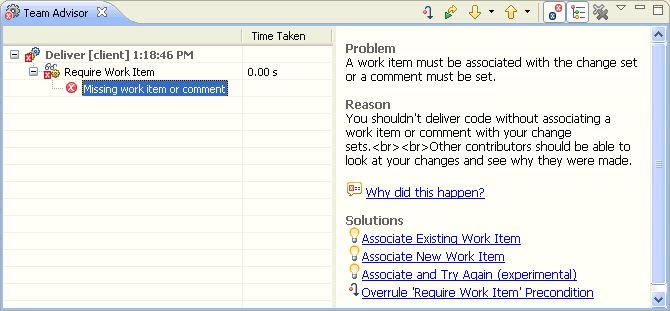 Team Advisor
Time Taken
Deliver [client] 1:18:46 PM
Require Work Item 0.00 s
Missing work item or comment
Problem
A work item must be associated with the change set
or a comment must be set.
Reason
You shouldn't deliver code without associating a
work item or comment with your change
sets.<br><br>Other contributors should be able to
look at your changes and see why they were made.
Why did this happen?
Solutions
Associate Existing Work Item
Associate New Work Item
Associate and Try Again (experimental)
Overrule 'Require Work Item' Precondition